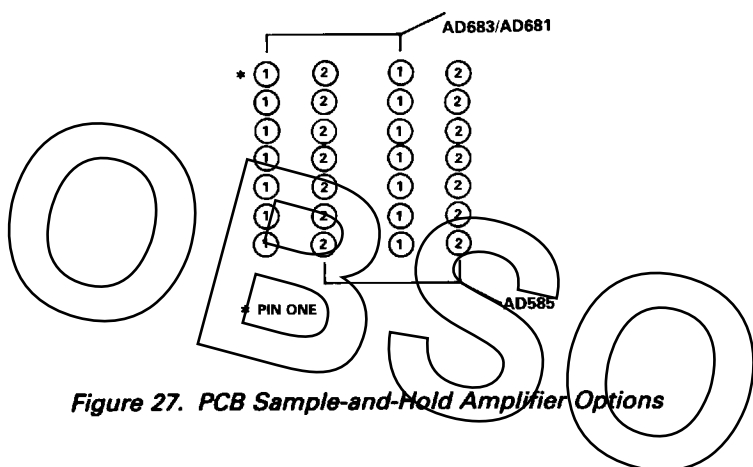 AD683/AD681
* 1 2 1 2
1 2 1 2
1 2 1 2
1 2 1 2
1 2 1 2
1 2 1 2
1 2 1 2
* PIN ONE
AD585
OBSO
Figure 27. PCB Sample-and-Hold Amplifier Options